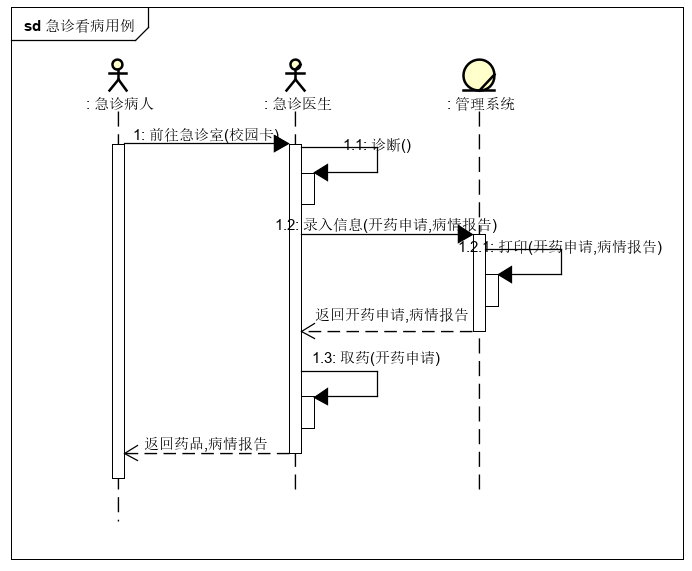 sd 急诊看病用例
: 急诊病人
: 急诊医生
: 管理系统
1: 前往急诊室(校园卡)
1.1: 诊断()
1.2: 录入信息(开药申请,病情报告)
1.2.1: 打印(开药申请,病情报告)
返回开药申请,病情报告
1.3: 取药(开药申请)
返回药品,病情报告